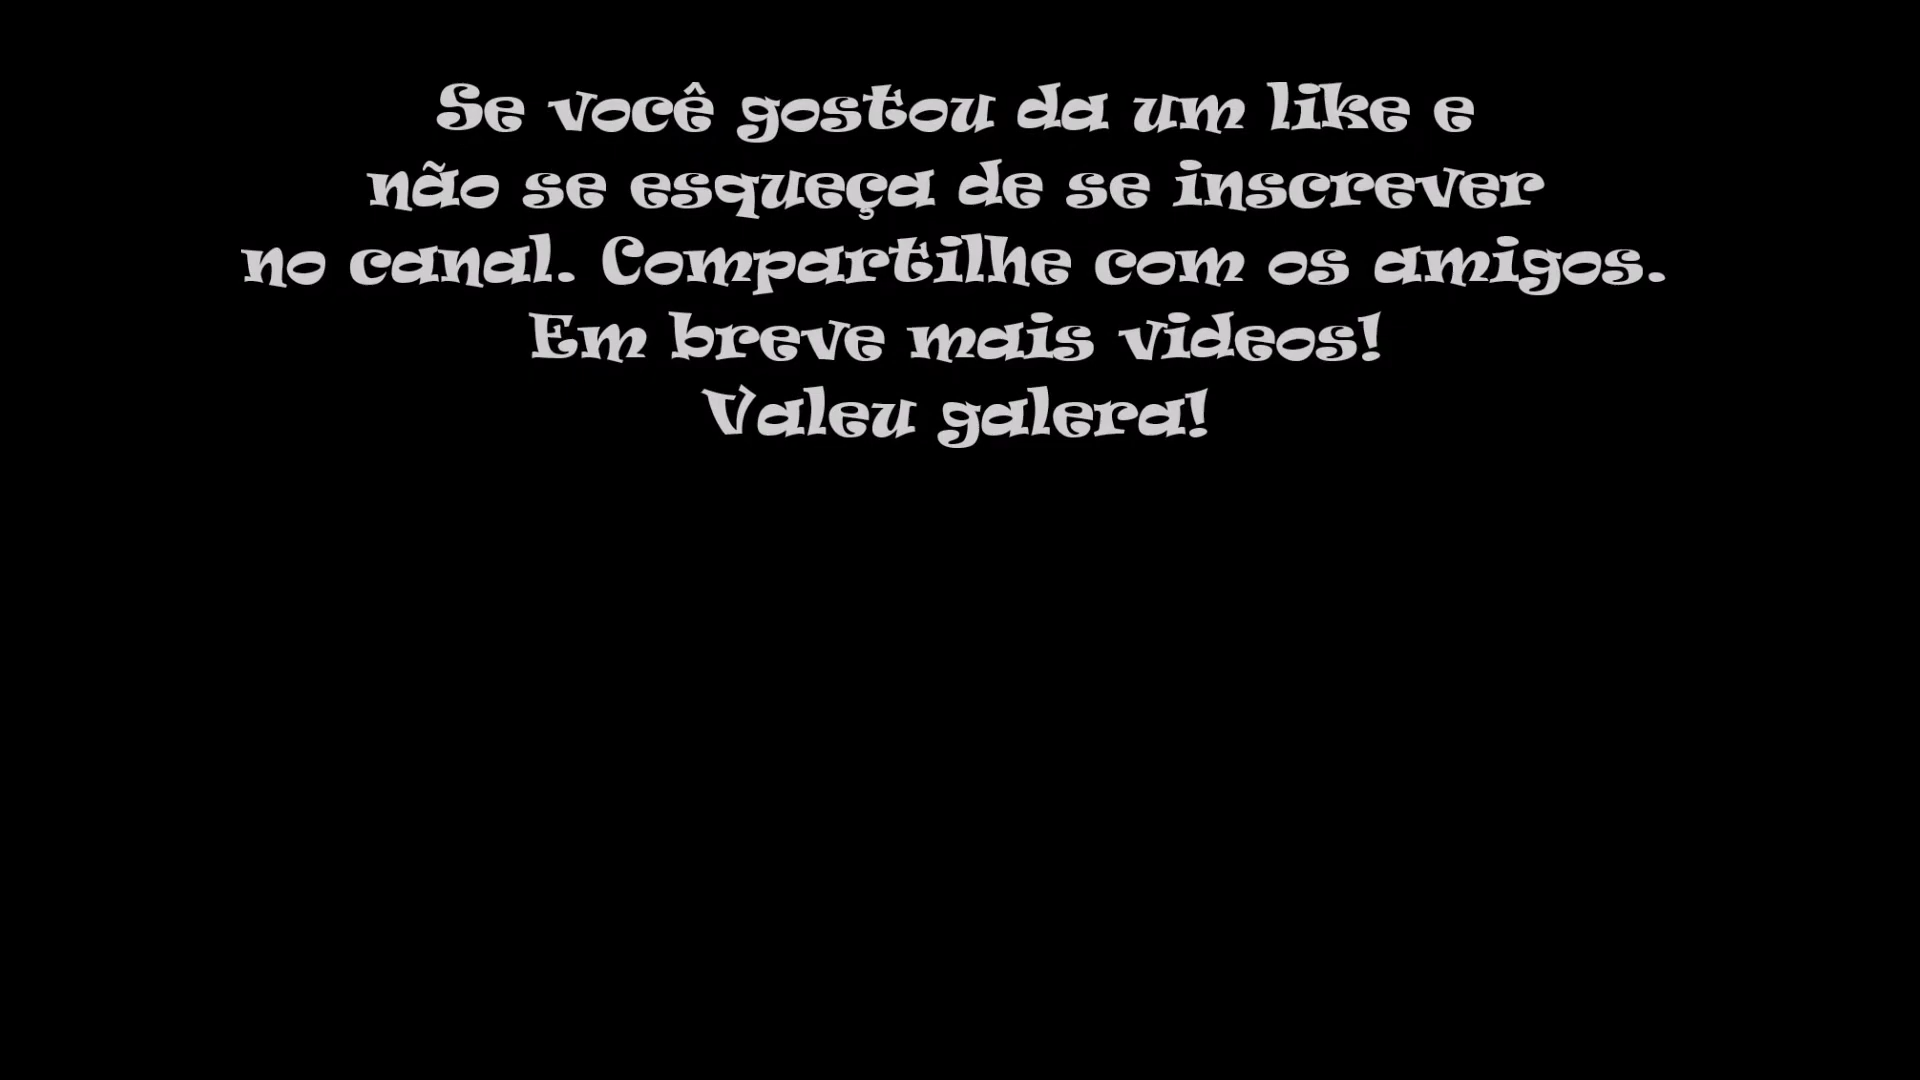 Se você gostou da um like e
não se esqueça de se inscrever
no canal. Compartilhe com os amigos.
Em breve mais videos!
Valeu galera!